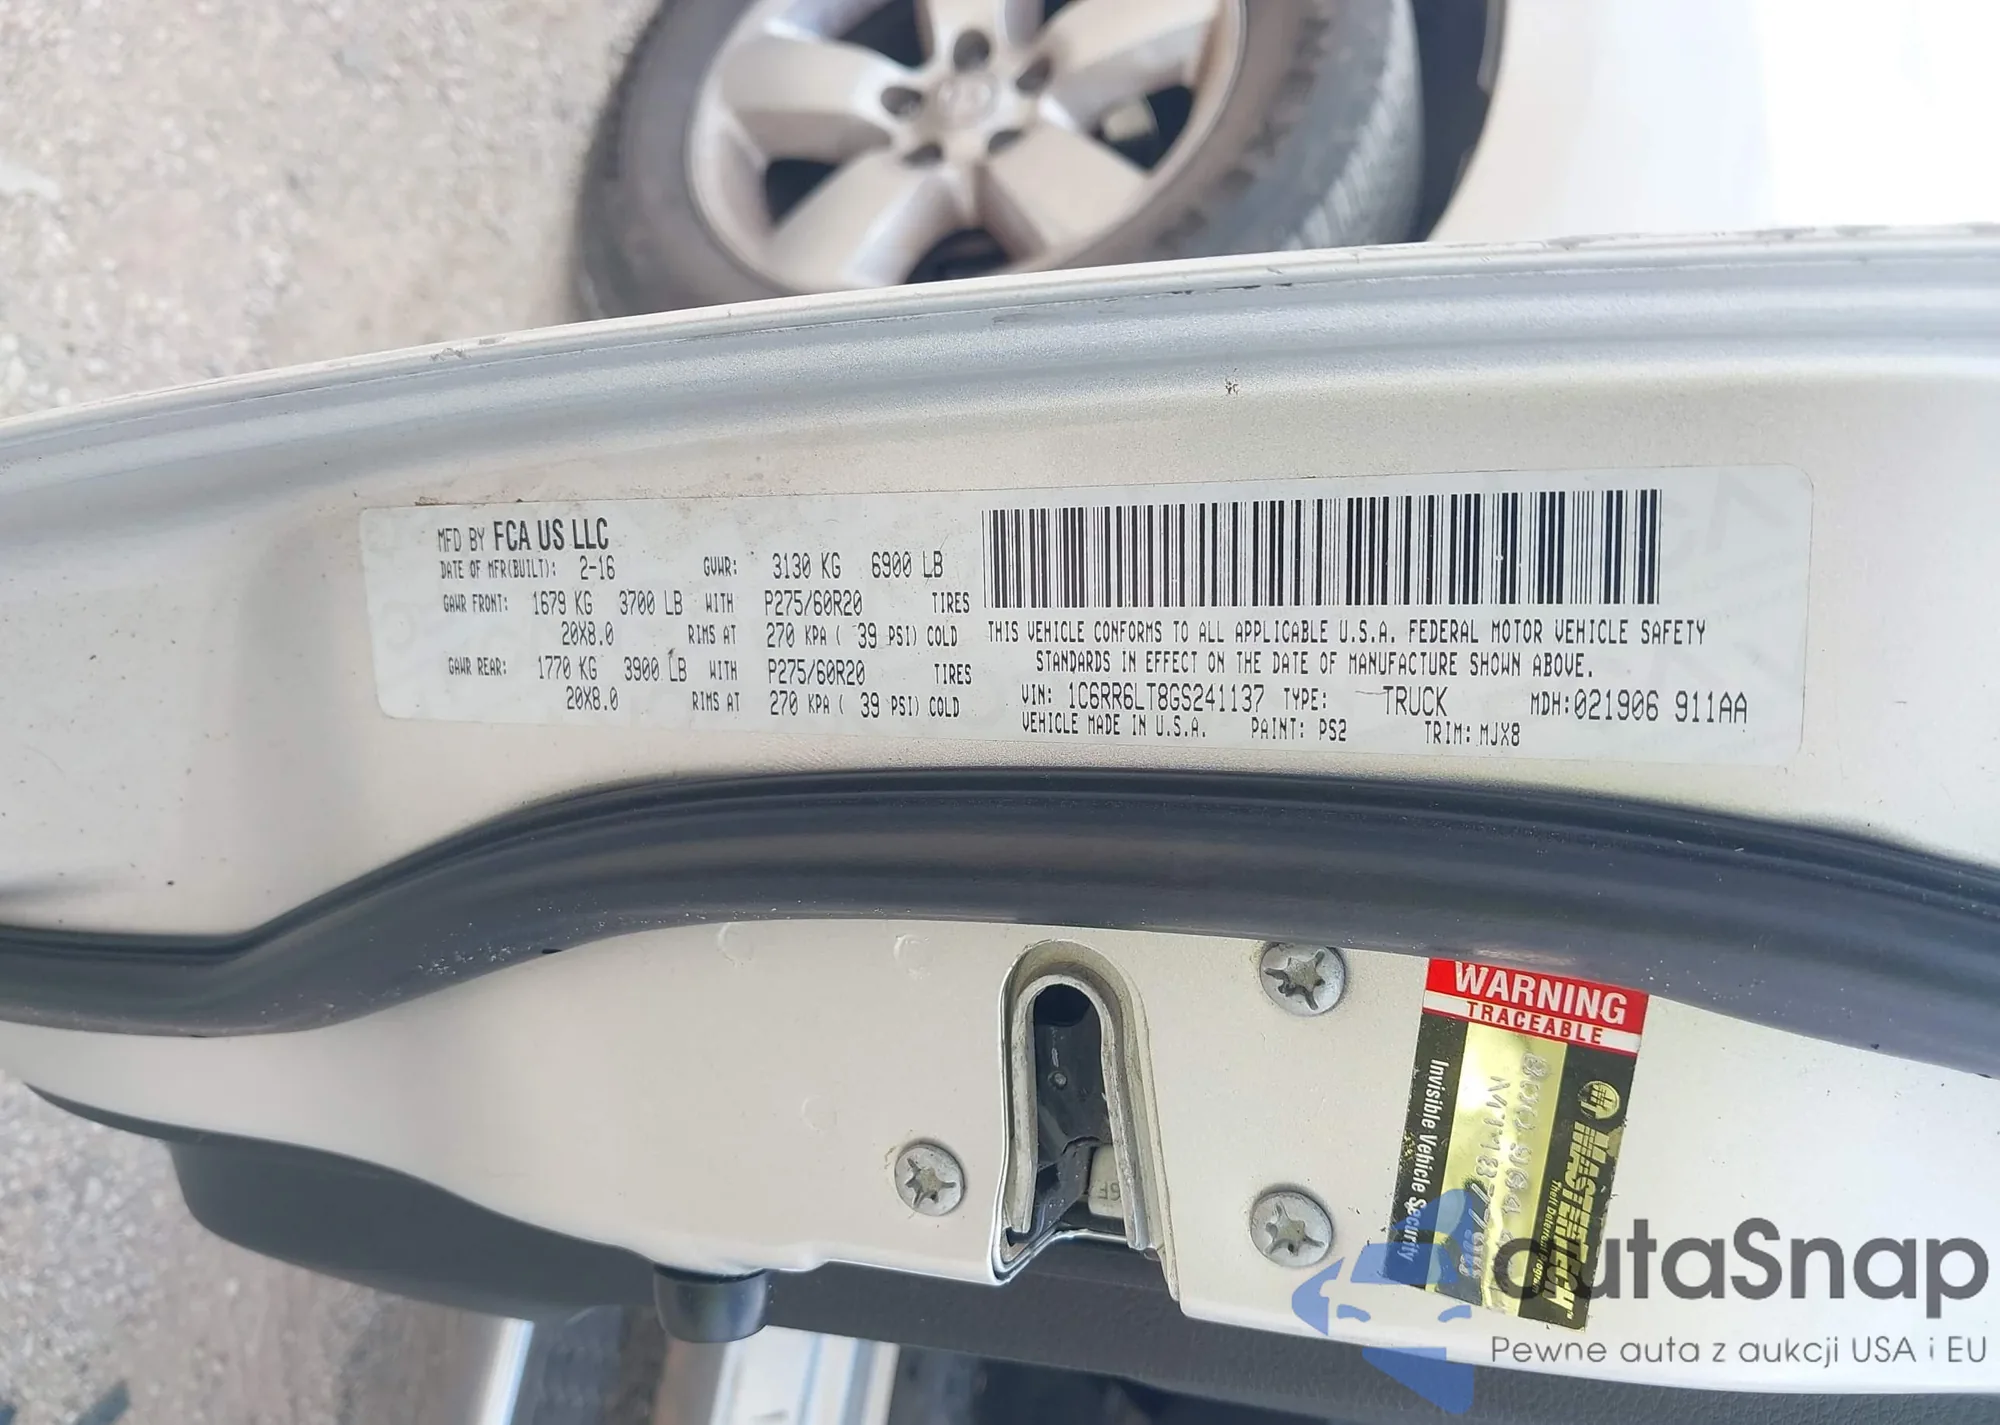 MFD BY FCA US LLC
DATE OF MFR(BUILT): 2-16 GVWR: 3130 KG 6900 LB
GAWR FRONT: 1679 KG 3700 LB WITH P275/60R20 TIRES
20X8.0 RIMS AT 270 KPA ( 39 PSI) COLD
GAWR REAR: 1770 KG 3900 LB WITH P275/60R20 TIRES
20X8.0 RIMS AT 270 KPA ( 39 PSI) COLD
THIS VEHICLE CONFORMS TO ALL APPLICABLE U.S.A. FEDERAL MOTOR VEHICLE SAFETY
STANDARDS IN EFFECT ON THE DATE OF MANUFACTURE SHOWN ABOVE.
VIN: 1C6RR6LT8GS241137 TYPE: TRUCK MDH:021906 911AA
VEHICLE MADE IN U.S.A. PAINT: PS2 TRIM: MJX8
WARNING
TRACEABLE
MASTERTECH
Theft Deterrent Program
Invisible Vehicle Security
autaSnap
Pewne auta z aukcji USA i EU